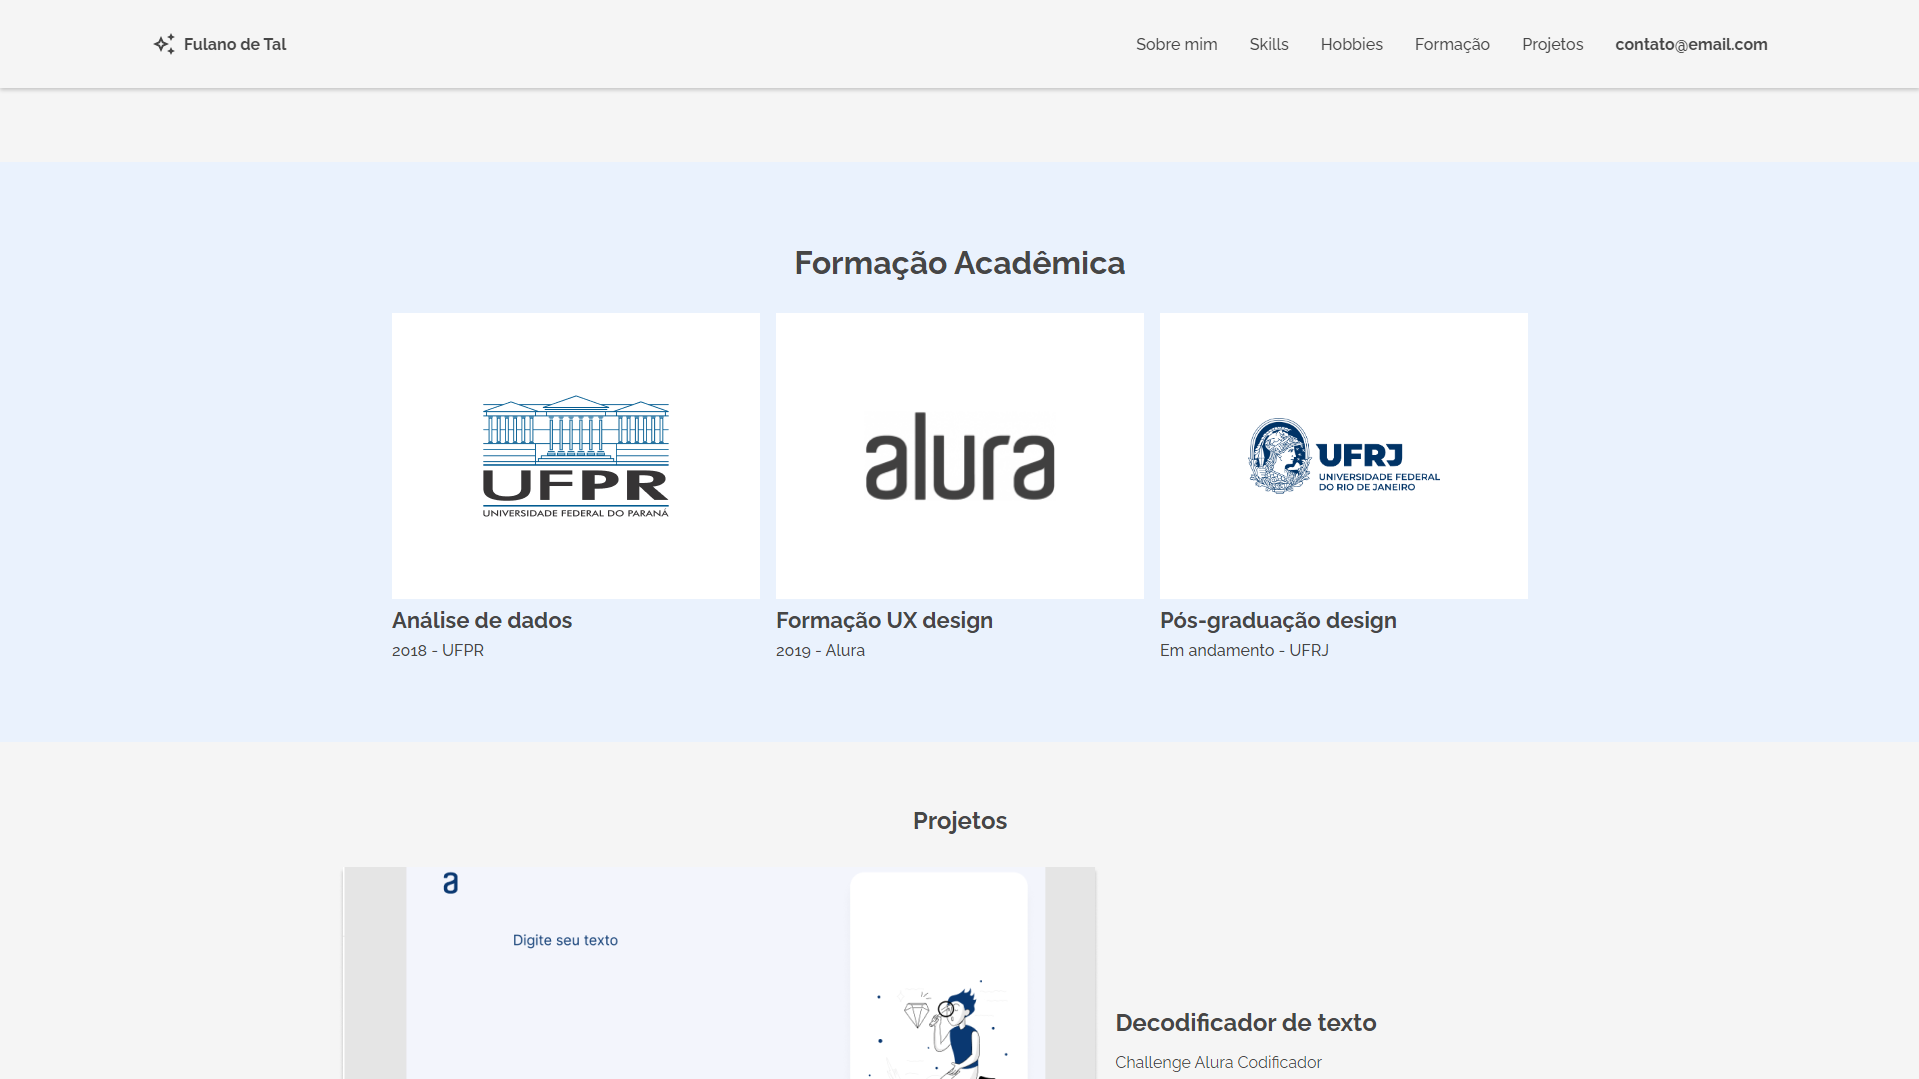 Fulano de Tal
Sobre mim Skills Hobbies Formação Projetos contato@email.com
Formação Acadêmica
UFPR
UNIVERSIDADE FEDERAL DO PARANÁ
alura
UFRJ
UNIVERSIDADE FEDERAL
DO RIO DE JANEIRO
Análise de dados
2018 - UFPR
Formação UX design
2019 - Alura
Pós-graduação design
Em andamento - UFRJ
Projetos
a
Digite seu texto
Decodificador de texto
Challenge Alura Codificador